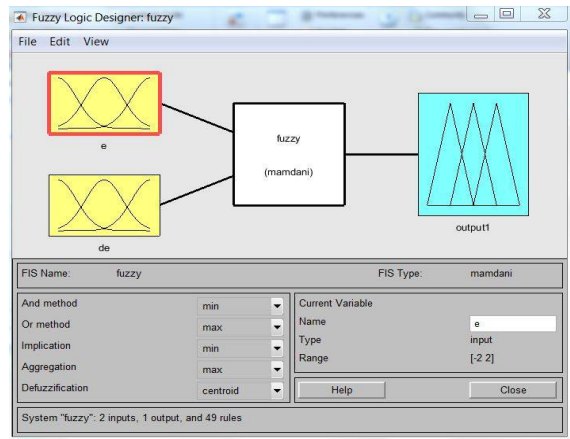 Fuzzy Logic Designer: fuzzy
File Edit View
e
de
fuzzy
(mamdani)
output1
FIS Name: fuzzy FIS Type: mamdani
And method min
Or method max
Implication min
Aggregation max
Defuzzification centroid
Current Variable
Name e
Type input
Range [-2 2]
Help Close
System "fuzzy": 2 inputs, 1 output, and 49 rules